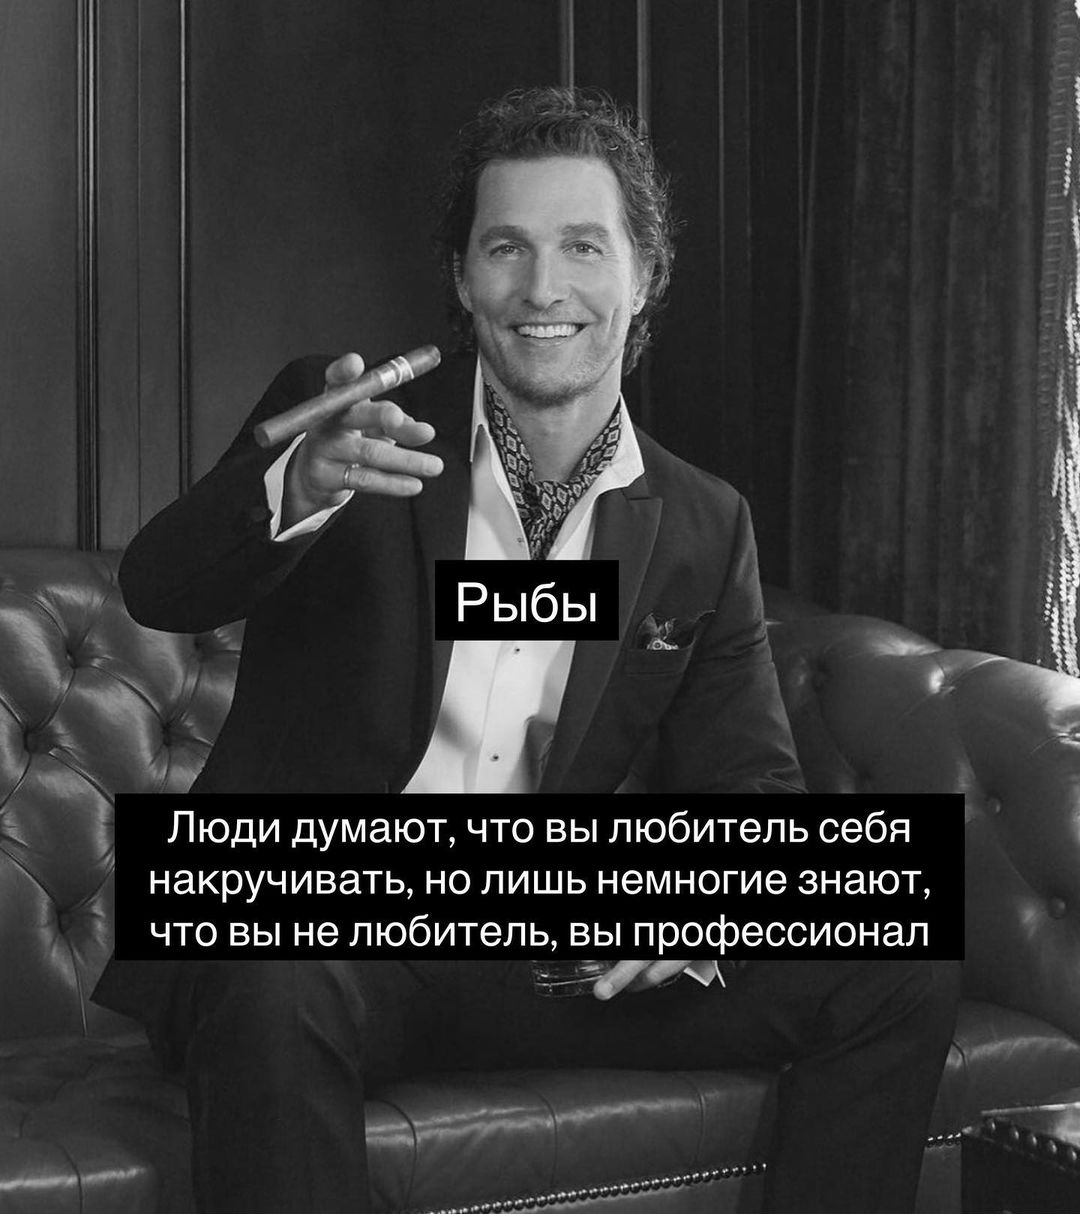 Рыбы
Люди думают, что вы любитель себя
накручивать, но лишь немногие знают,
что вы не любитель, вы профессионал